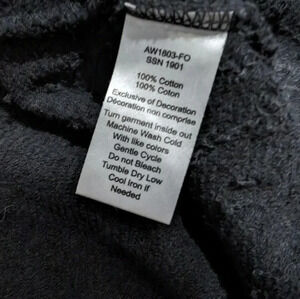 AW1803-FO
SSN 1901
100% Cotton
100% Coton
Exclusive of Decoration
Décoration non comprise
Turn garment inside out
Machine Wash Cold
With like colors
Gentle Cycle
Do not Bleach
Tumble Dry Low
Cool Iron if
Needed